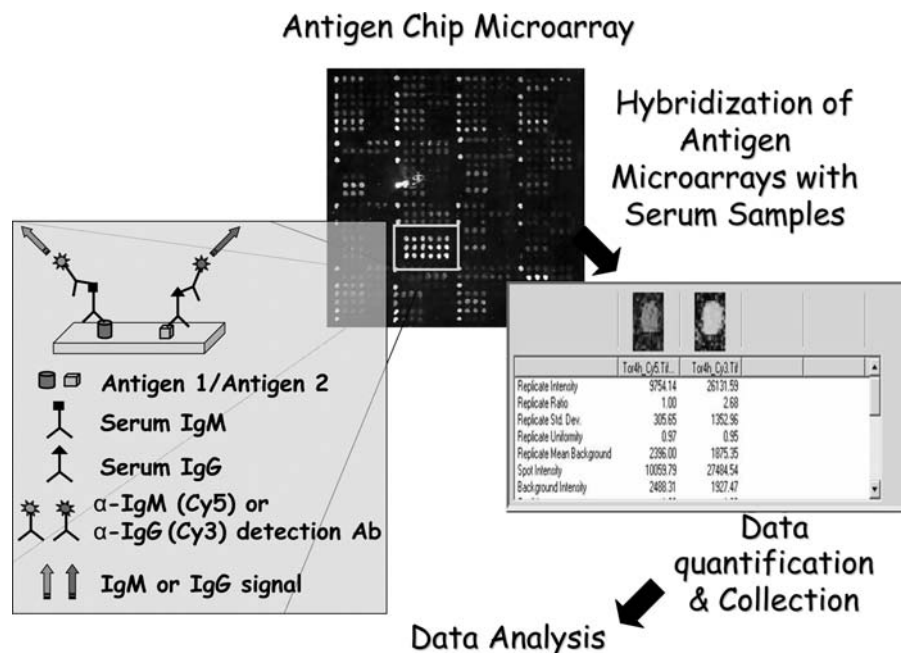 Antigen Chip Microarray
Hybridization of
Antigen
Microarrays with
Serum Samples
Antigen 1/Antigen 2
Serum IgM
Serum IgG
α-IgM (Cy5) or
α-IgG (Cy3) detection Ab
IgM or IgG signal
Tor4h_Cy5.Tif... Tor4h_Cy3.Tif
Replicate Intensity 9754.14 26131.59
Replicate Ratio 1.00 2.68
Replicate Std. Dev. 305.65 1352.96
Replicate Uniformity 0.97 0.95
Replicate Mean Background 2396.00 1875.35
Spot Intensity 10059.79 27484.54
Background Intensity 2488.31 1927.47
Data
quantification
& Collection
Data Analysis